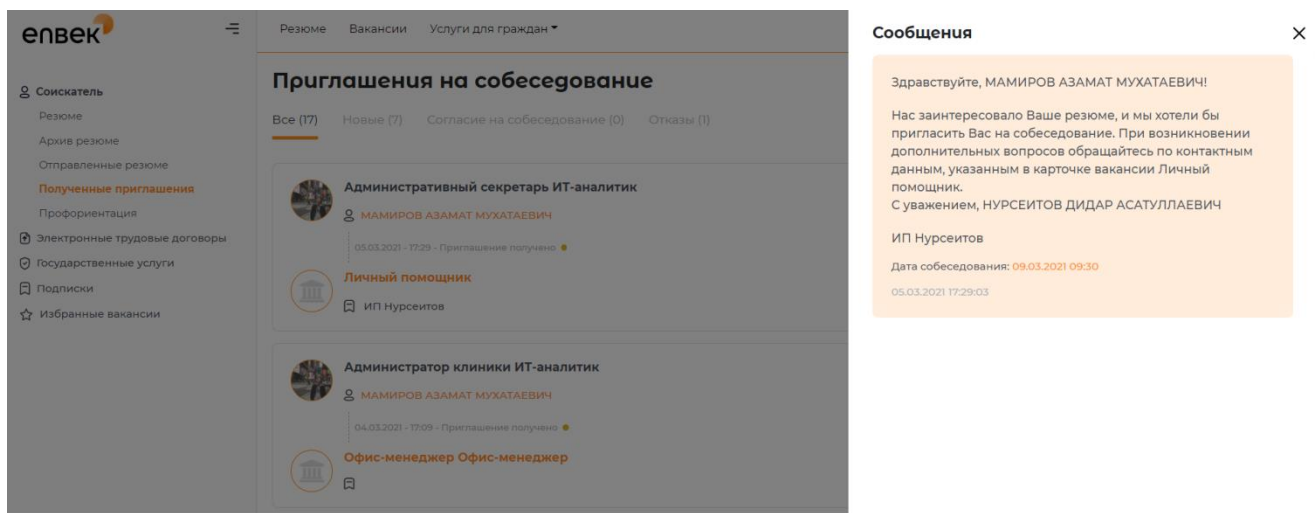 enвek
Резюме Вакансии Услуги для граждан
Соискатель
Резюме
Архив резюме
Отправленные резюме
Полученные приглашения
Профориентация
Электронные трудовые договоры
Государственные услуги
Подписки
Избранные вакансии
Приглашения на собеседование
Все (17) Новые (7) Согласие на собеседование (0) Отказы (1)
Административный секретарь ИТ-аналитик
МАМИРОВ АЗАМАТ МУХАТАЕВИЧ
05.03.2021 - 17:29 - Приглашение получено
Личный помощник
ИП Нурсеитов
Администратор клиники ИТ-аналитик
МАМИРОВ АЗАМАТ МУХАТАЕВИЧ
04.03.2021 - 17:09 - Приглашение получено
Офис-менеджер Офис-менеджер
Сообщения
Здравствуйте, МАМИРОВ АЗАМАТ МУХАТАЕВИЧ!
Нас заинтересовало Ваше резюме, и мы хотели бы
пригласить Вас на собеседование. При возникновении
дополнительных вопросов обращайтесь по контактным
данным, указанным в карточке вакансии Личный
помощник.
С уважением, НУРСЕИТОВ ДИДАР АСАТУЛЛАЕВИЧ
ИП Нурсеитов
Дата собеседования: 09.03.2021 09:30
05.03.2021 17:29:03